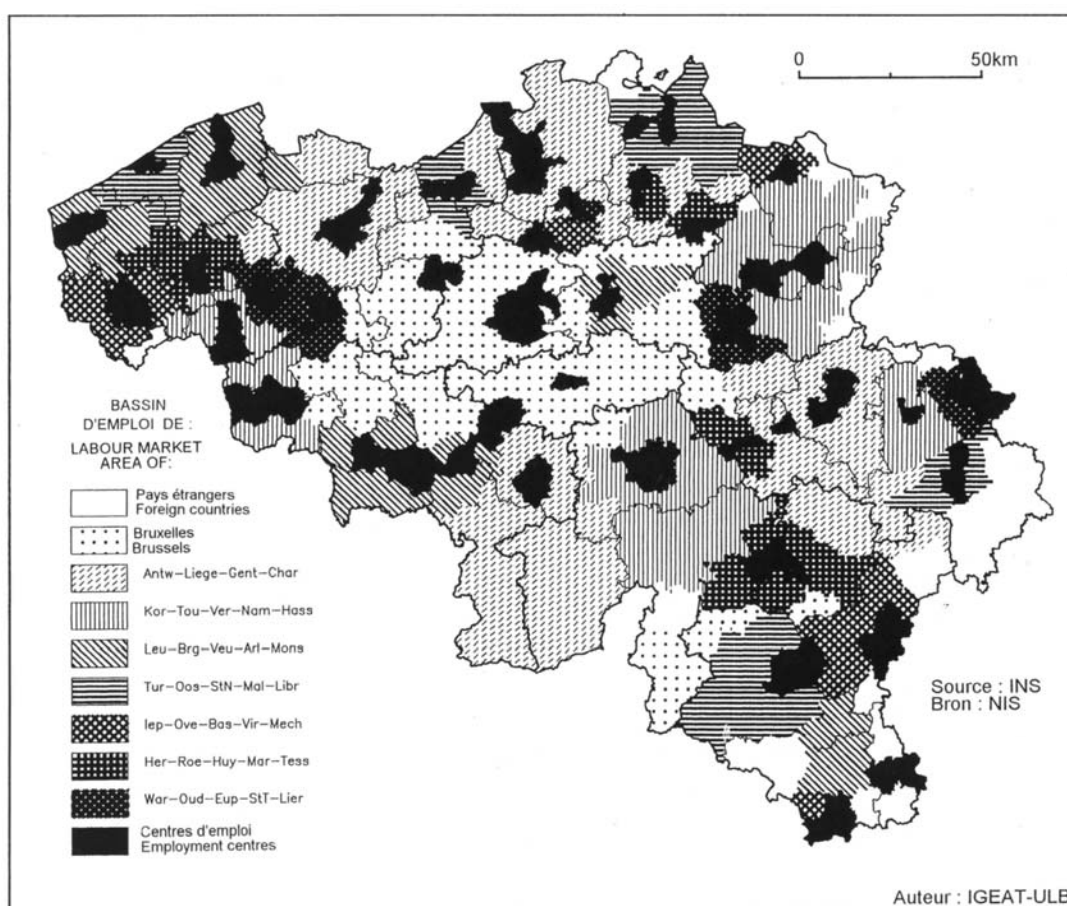 0 50km
BASSIN
D'EMPLOI DE :
LABOUR MARKET
AREA OF:
Pays étrangers
Foreign countries
Bruxelles
Brussels
Antw-Liege-Gent-Char
Kor-Tou-Ver-Nam-Hass
Leu-Brg-Veu-Arl-Mons
Tur-Oos-StN-Mal-Libr
Iep-Ove-Bas-Vir-Mech
Her-Roe-Huy-Mar-Tess
War-Oud-Eup-StT-Lier
Centres d'emploi
Employment centres
Source : INS
Bron : NIS
Auteur : IGEAT-ULB